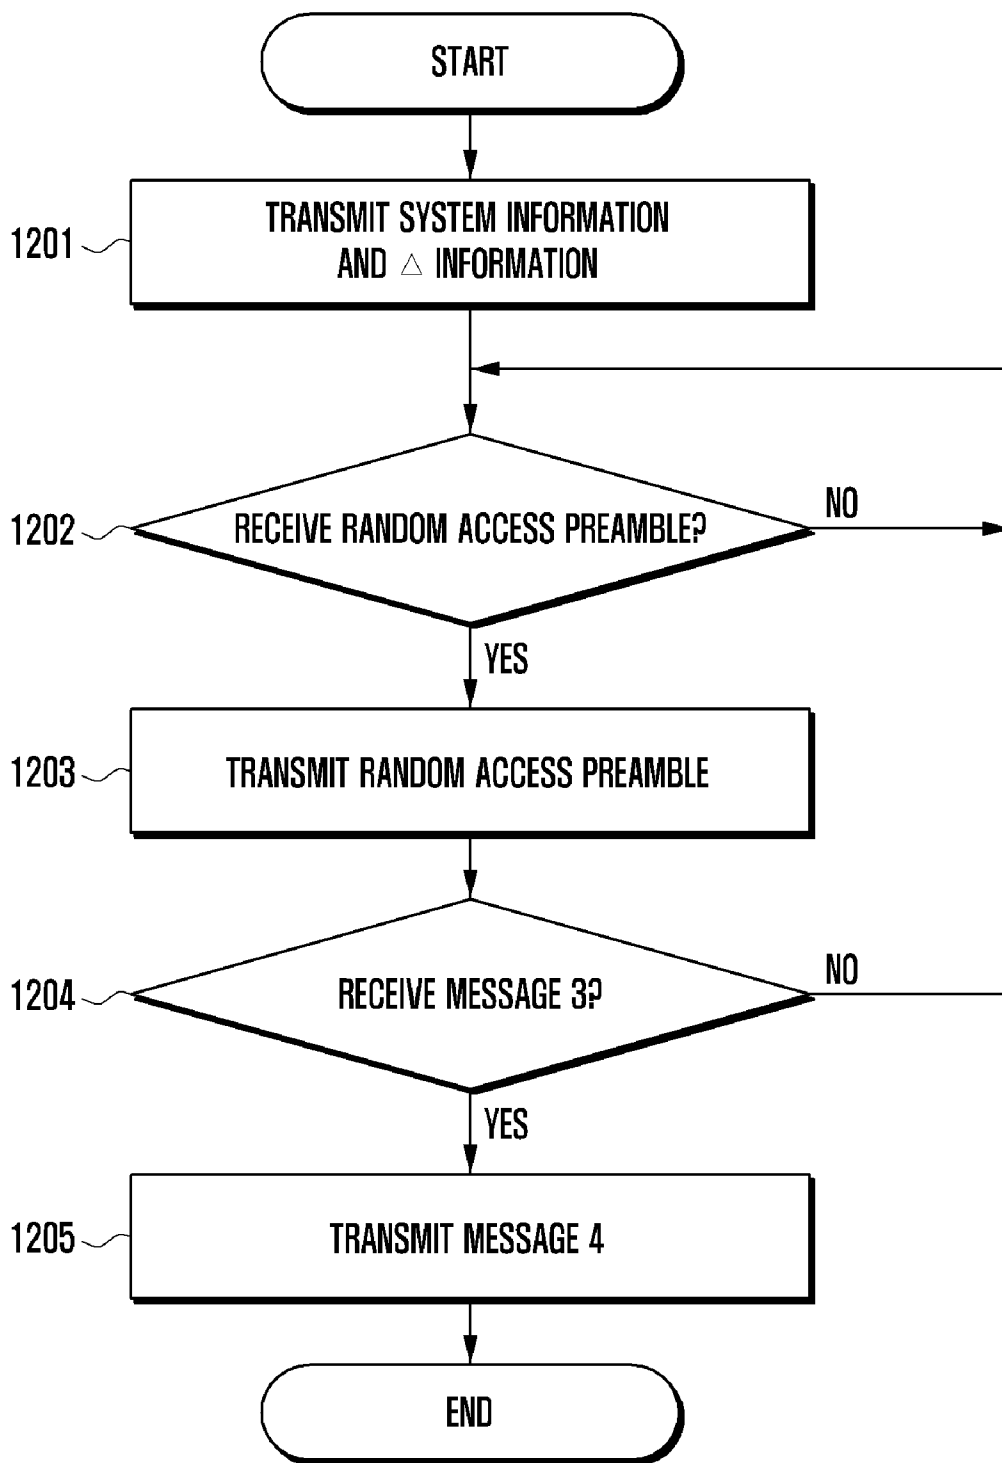 START
1201
TRANSMIT SYSTEM INFORMATION
AND △ INFORMATION
1202
RECEIVE RANDOM ACCESS PREAMBLE?
NO
YES
1203
TRANSMIT RANDOM ACCESS PREAMBLE
1204
RECEIVE MESSAGE 3?
NO
YES
1205
TRANSMIT MESSAGE 4
END